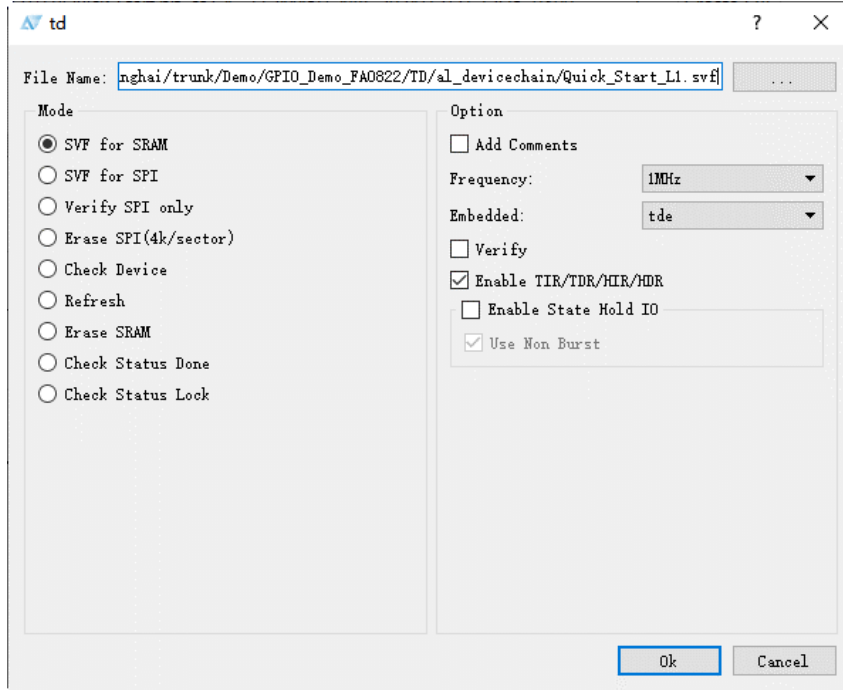 td
File Name: nghai/trunk/Demo/GPIO_Demo_FA0822/TD/al_devicechain/Quick_Start_L1.svf ...
Mode
SVF for SRAM
SVF for SPI
Verify SPI only
Erase SPI(4k/sector)
Check Device
Refresh
Erase SRAM
Check Status Done
Check Status Lock
Option
Add Comments
Frequency: 1MHz
Embedded: tde
Verify
Enable TIR/TDR/HIR/HDR
Enable State Hold IO
Use Non Burst
Ok Cancel